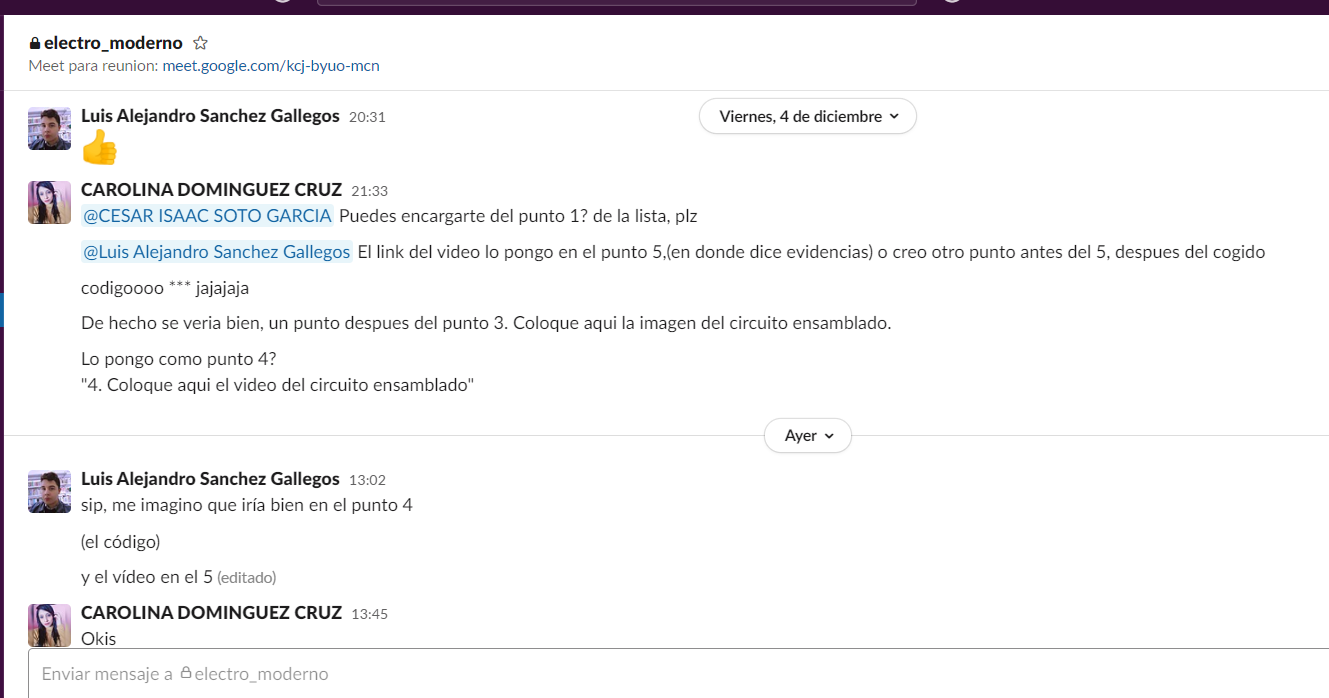 electro_moderno
Meet para reunion: meet.google.com/kcj-byuo-mcn
Viernes, 4 de diciembre
Luis Alejandro Sanchez Gallegos 20:31
CAROLINA DOMINGUEZ CRUZ 21:33
@CESAR ISAAC SOTO GARCIA Puedes encargarte del punto 1? de la lista, plz
@Luis Alejandro Sanchez Gallegos El link del video lo pongo en el punto 5,(en donde dice evidencias) o creo otro punto antes del 5, despues del cogido
codigoooo *** jajajaja
De hecho se veria bien, un punto despues del punto 3. Coloque aqui la imagen del circuito ensamblado.
Lo pongo como punto 4?
"4. Coloque aqui el video del circuito ensamblado"
Ayer
Luis Alejandro Sanchez Gallegos 13:02
sip, me imagino que iría bien en el punto 4
(el código)
y el vídeo en el 5 (editado)
CAROLINA DOMINGUEZ CRUZ 13:45
Okis
Enviar mensaje a electro_moderno